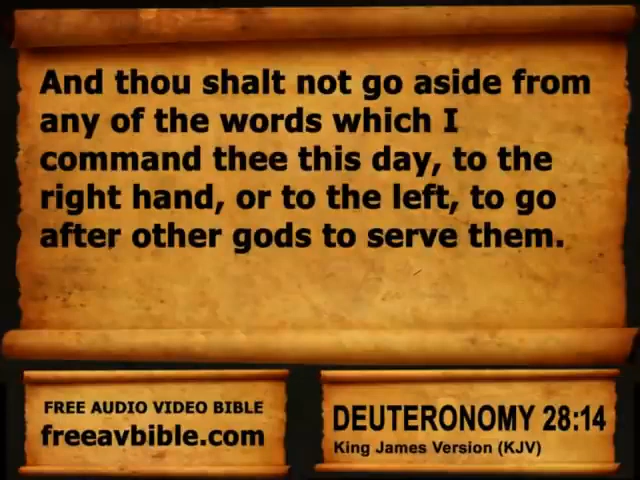 And thou shalt not go aside from
any of the words which I
command thee this day, to the
right hand, or to the left, to go
after other gods to serve them.
FREE AUDIO VIDEO BIBLE
freeavbible.com
DEUTERONOMY 28:14
King James Version (KJV)